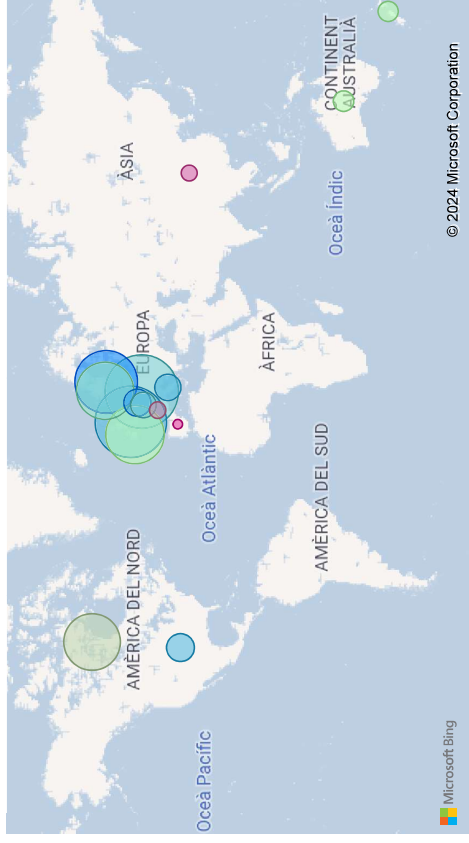 AMÈRICA DEL NORD
EUROPA
ÀSIA
Oceà Pacífic
Oceà Atlàntic
ÀFRICA
AMÈRICA DEL SUD
Oceà Índic
CONTINENT
AUSTRALIÀ
Microsoft Bing
© 2024 Microsoft Corporation